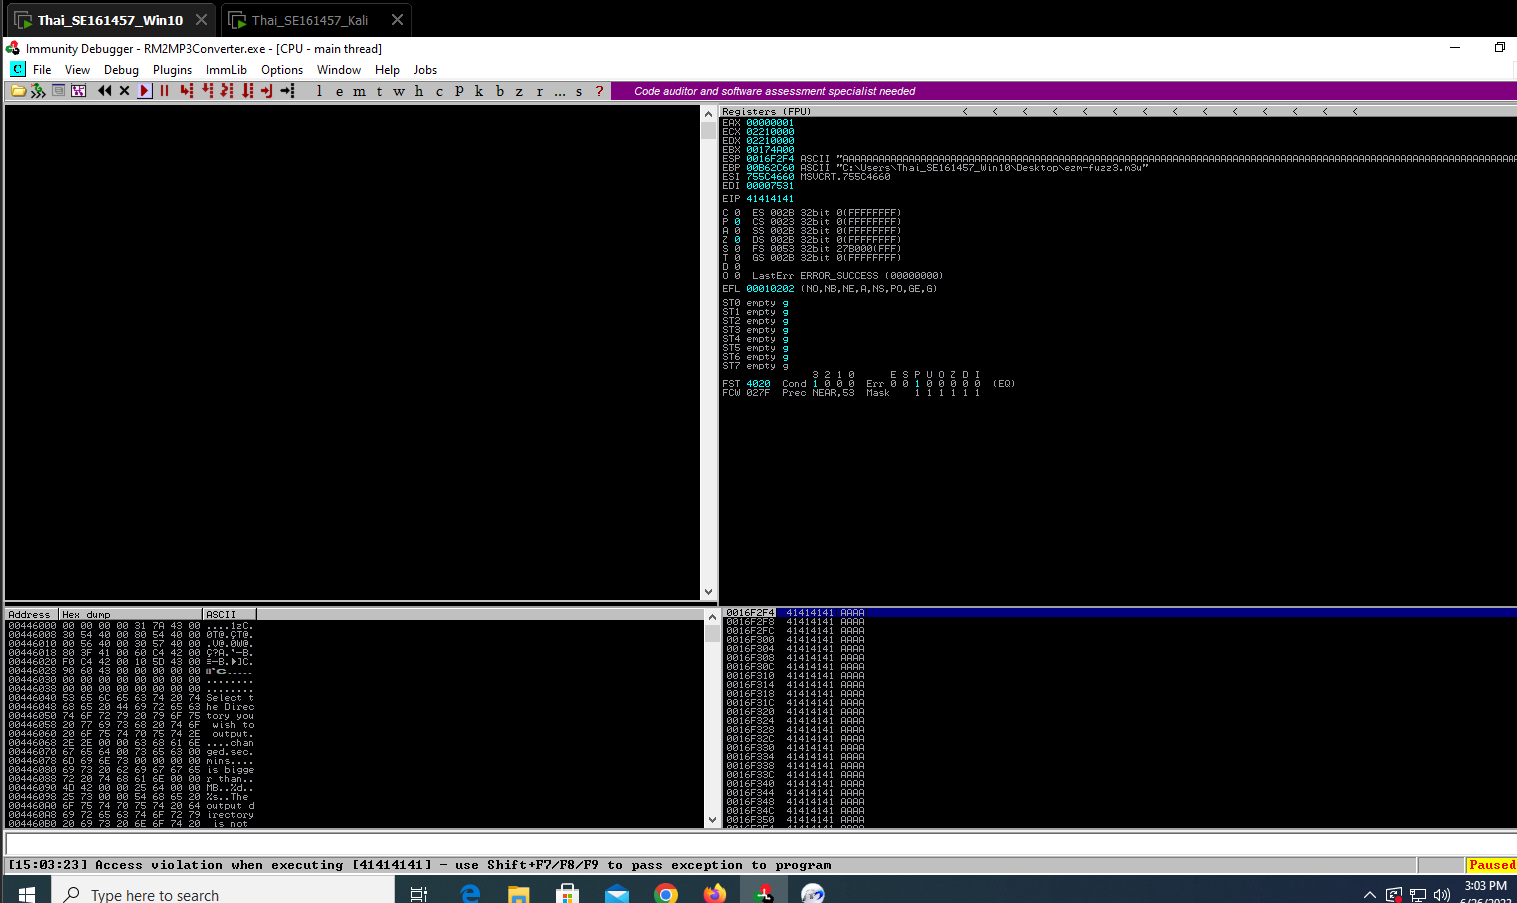 Thai_SE161457_Win10 Thai_SE161457_Kali
Immunity Debugger - RM2MP3Converter.exe - [CPU - main thread]
C File View Debug Plugins ImmLib Options Window Help Jobs
l e m t w h c P k b z r ... s ? Code auditor and software assessment specialist needed
Registers (FPU) < < < < < < < < < < < < < <
EAX 00000001
ECX 02210000
EDX 02210000
EBX 00174A00
ESP 0016F2F4 ASCII "AAAAAAAAAAAAAAAAAAAAAAAAAAAAAAAAAAAAAAAAAAAAAAAAAAAAAAAAAAAAAAAAAAAAAAAAAAAAAAAAAAAAAAAAAAAAAAAAAAAAAAAAAAAAAAAA
EBP 00B62C60 ASCII "C:\Users\Thai_SE161457_Win10\Desktop\ezm-fuzz3.m3u"
ESI 755C4660 MSVCRT.755C4660
EDI 00007531
EIP 41414141
C 0 ES 002B 32bit 0(FFFFFFFF)
P 0 CS 0023 32bit 0(FFFFFFFF)
A 0 SS 002B 32bit 0(FFFFFFFF)
Z 0 DS 002B 32bit 0(FFFFFFFF)
S 0 FS 0053 32bit 27B000(FFF)
T 0 GS 002B 32bit 0(FFFFFFFF)
D 0
O 0 LastErr ERROR_SUCCESS (00000000)
EFL 00010202 (NO,NB,NE,A,NS,PO,GE,G)
ST0 empty g
ST1 empty g
ST2 empty g
ST3 empty g
ST4 empty g
ST5 empty g
ST6 empty g
ST7 empty g
3 2 1 0 E S P U O Z D I
FST 4020 Cond 1 0 0 0 Err 0 0 1 0 0 0 0 0 (EQ)
FCW 027F Prec NEAR,53 Mask 1 1 1 1 1 1
Address Hex dump ASCII
00446000 00 00 00 00 31 7A 43 00 ....1zC.
00446008 30 54 40 00 80 54 40 00 0T@.ÇT@.
00446010 00 56 40 00 30 57 40 00 .V@.0W@.
00446018 80 3F 41 00 60 C4 42 00 Ç?A.`─B.
00446020 F0 C4 42 00 10 5D 43 00 ≡─B.►]C.
00446028 90 60 43 00 00 00 00 00
00446030 00 00 00 00 00 00 00 00 ........
00446038 00 00 00 00 00 00 00 00 ........
00446040 53 65 6C 65 63 74 20 74 Select t
00446048 68 65 20 44 69 72 65 63 he Direc
00446050 74 6F 72 79 20 79 6F 75 tory you
00446058 20 77 69 73 68 20 74 6F wish to
00446060 20 6F 75 74 70 75 74 2E output.
00446068 2E 2E 00 00 63 68 61 6E ....chan
00446070 67 65 64 00 73 65 63 00 ged.sec.
00446078 6D 69 6E 73 00 00 00 00 mins....
00446080 69 73 20 62 69 67 67 65 is bigge
00446088 72 20 74 68 61 6E 00 00 r than..
00446090 4D 42 00 00 25 64 00 00 MB..%d..
00446098 25 73 00 00 54 68 65 20 %s..The
004460A0 6F 75 74 70 75 74 20 64 output d
004460A8 69 72 65 63 74 6F 72 79 irectory
004460B0 20 69 73 20 6E 6F 74 20 is not
0016F2F4 41414141 AAAA
0016F2F8 41414141 AAAA
0016F2FC 41414141 AAAA
0016F300 41414141 AAAA
0016F304 41414141 AAAA
0016F308 41414141 AAAA
0016F30C 41414141 AAAA
0016F310 41414141 AAAA
0016F314 41414141 AAAA
0016F318 41414141 AAAA
0016F31C 41414141 AAAA
0016F320 41414141 AAAA
0016F324 41414141 AAAA
0016F328 41414141 AAAA
0016F32C 41414141 AAAA
0016F330 41414141 AAAA
0016F334 41414141 AAAA
0016F338 41414141 AAAA
0016F33C 41414141 AAAA
0016F340 41414141 AAAA
0016F344 41414141 AAAA
0016F348 41414141 AAAA
0016F34C 41414141 AAAA
0016F350 41414141 AAAA
[15:03:23] Access violation when executing [41414141] - use Shift+F7/F8/F9 to pass exception to program Paused
Type here to search
3:03 PM